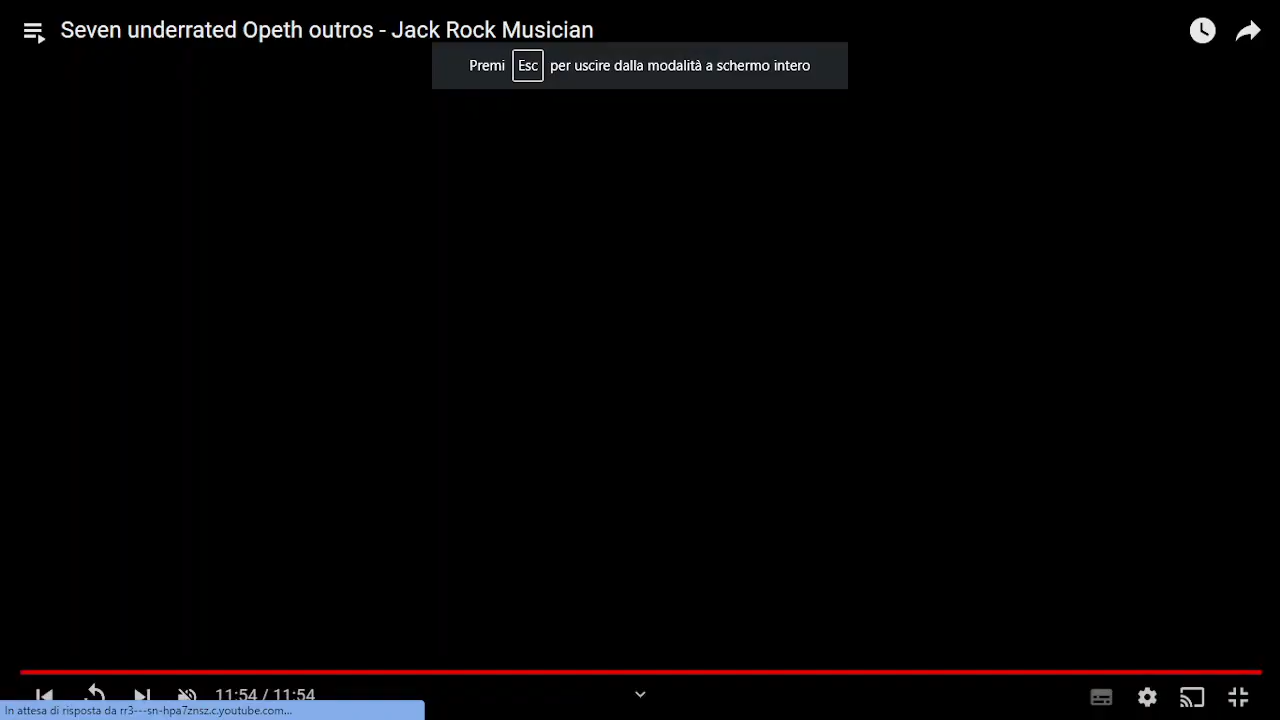 Seven underrated Opeth outros - Jack Rock Musician
Premi Esc per uscire dalla modalità a schermo intero
11:54 / 11:54
In attesa di risposta da rr3---sn-hpa7znsz.c.youtube.com...